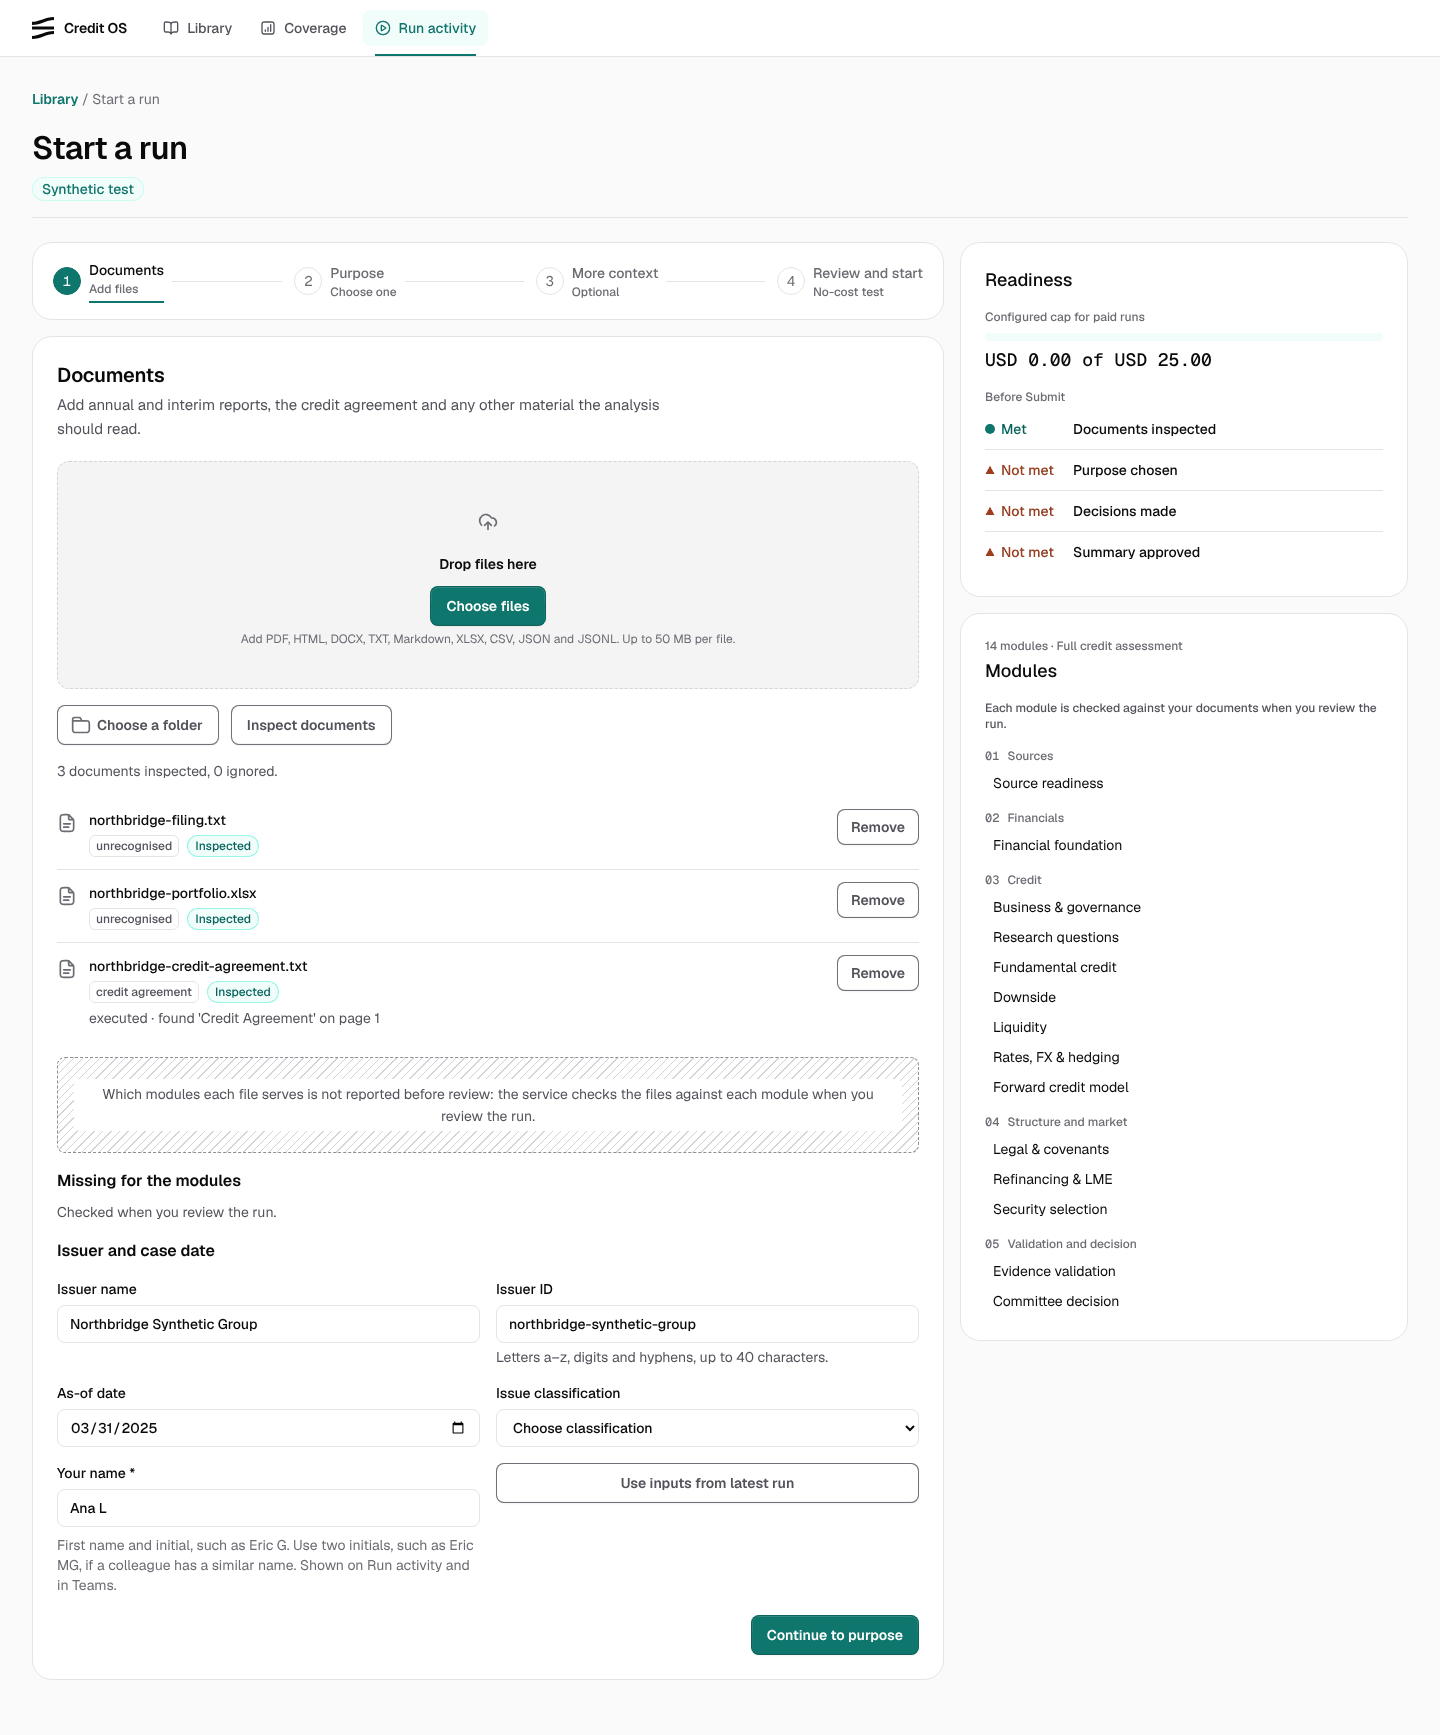 Credit OS
Library
Coverage
Run activity
Library / Start a run
Start a run
Synthetic test
1
Documents
Add files
2
Purpose
Choose one
3
More context
Optional
4
Review and start
No-cost test
Documents
Add annual and interim reports, the credit agreement and any other material the analysis
should read.
Drop files here
Choose files
Add PDF, HTML, DOCX, TXT, Markdown, XLSX, CSV, JSON and JSONL. Up to 50 MB per file.
Choose a folder
Inspect documents
3 documents inspected, 0 ignored.
northbridge-filing.txt
unrecognised
Inspected
Remove
northbridge-portfolio.xlsx
unrecognised
Inspected
Remove
northbridge-credit-agreement.txt
credit agreement
Inspected
executed · found 'Credit Agreement' on page 1
Remove
Which modules each file serves is not reported before review: the service checks the files against each module when you
review the run.
Missing for the modules
Checked when you review the run.
Issuer and case date
Issuer name
Northbridge Synthetic Group
Issuer ID
northbridge-synthetic-group
Letters a–z, digits and hyphens, up to 40 characters.
As-of date
03/31/2025
Issue classification
Choose classification
Your name *
Ana L
First name and initial, such as Eric G. Use two initials, such as Eric
MG, if a colleague has a similar name. Shown on Run activity and
in Teams.
Use inputs from latest run
Continue to purpose
Readiness
Configured cap for paid runs
USD 0.00 of USD 25.00
Before Submit
Met Documents inspected
Not met Purpose chosen
Not met Decisions made
Not met Summary approved
14 modules · Full credit assessment
Modules
Each module is checked against your documents when you review the
run.
01 Sources
Source readiness
02 Financials
Financial foundation
03 Credit
Business & governance
Research questions
Fundamental credit
Downside
Liquidity
Rates, FX & hedging
Forward credit model
04 Structure and market
Legal & covenants
Refinancing & LME
Security selection
05 Validation and decision
Evidence validation
Committee decision